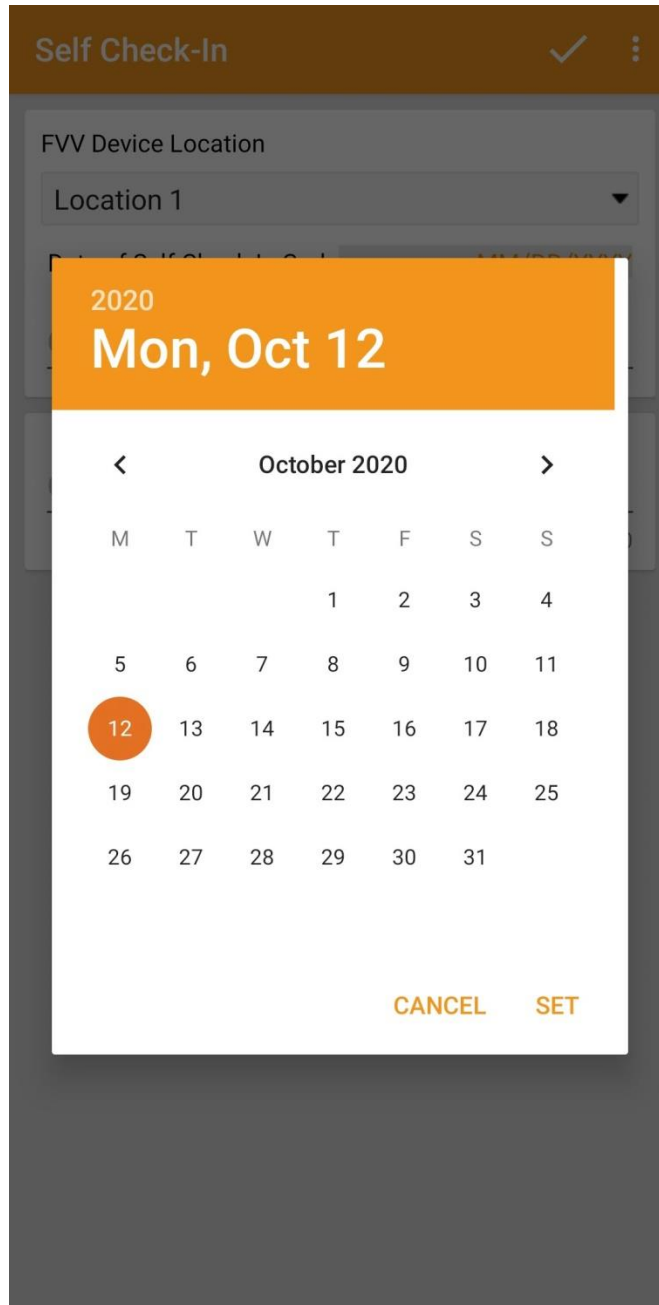 Self Check-In
FVV Device Location
Location 1
2020
Mon, Oct 12
October 2020
M T W T F S S
1 2 3 4
5 6 7 8 9 10 11
12 13 14 15 16 17 18
19 20 21 22 23 24 25
26 27 28 29 30 31
CANCEL SET